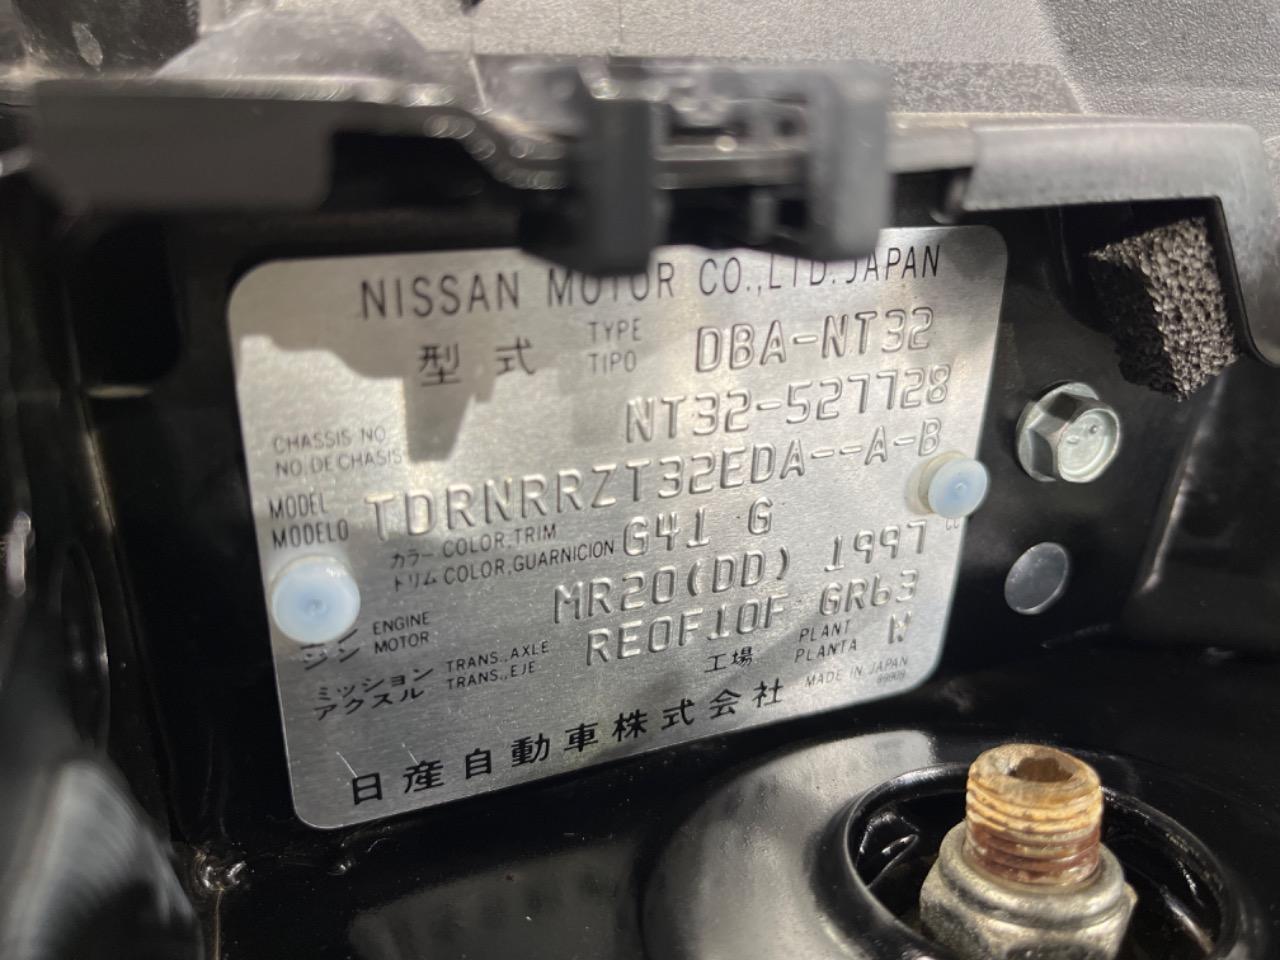 NISSAN MOTOR CO.,LTD. JAPAN
型式 TYPE TIPO DBA-NT32
CHASSIS NO. NO. DE CHASIS NT32-527728
MODEL MODELO TDRNRRZT32EDA--A-B
カラー COLOR, TRIM トリム COLOR, GUARNICION G41 G
ENGINE MOTOR MR20(DD) 1997 CC
ミッション TRANS., AXLE アクスル TRANS., EJE RE0F10F GR63
工場 PLANT PLANTA W
日産自動車株式会社 MADE IN JAPAN